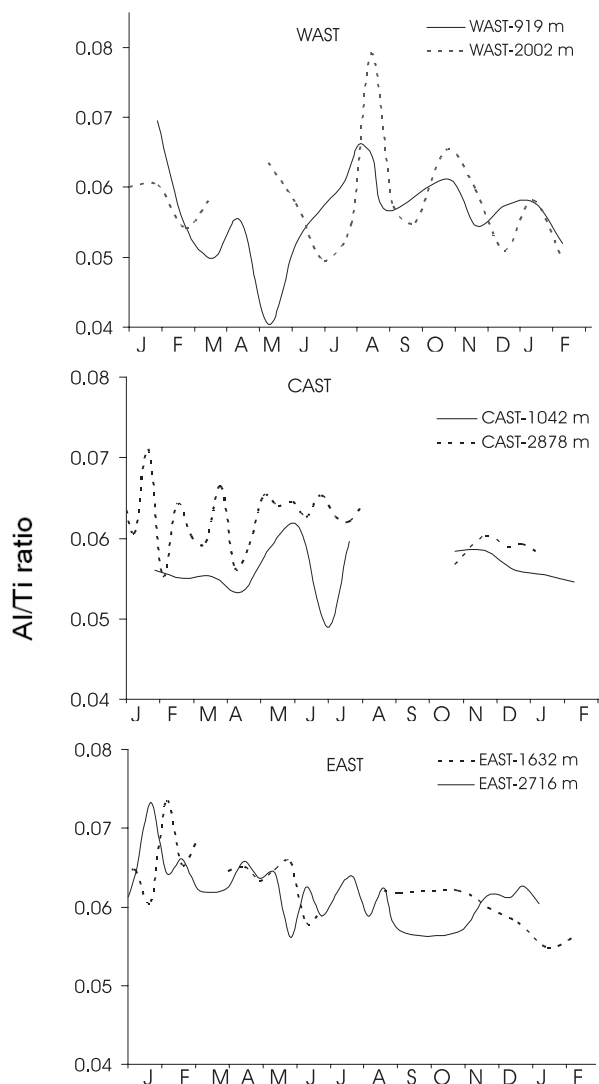 WAST
WAST-919 m
WAST-2002 m
0.08
0.07
0.06
0.05
0.04
J F M A M J J A S O N D J F
CAST
CAST-1042 m
CAST-2878 m
0.08
0.07
0.06
0.05
0.04
J F M A M J J A S O N D J F
Al/Ti ratio
EAST
EAST-1632 m
EAST-2716 m
0.08
0.07
0.06
0.05
0.04
J F M A M J J A S O N D J F